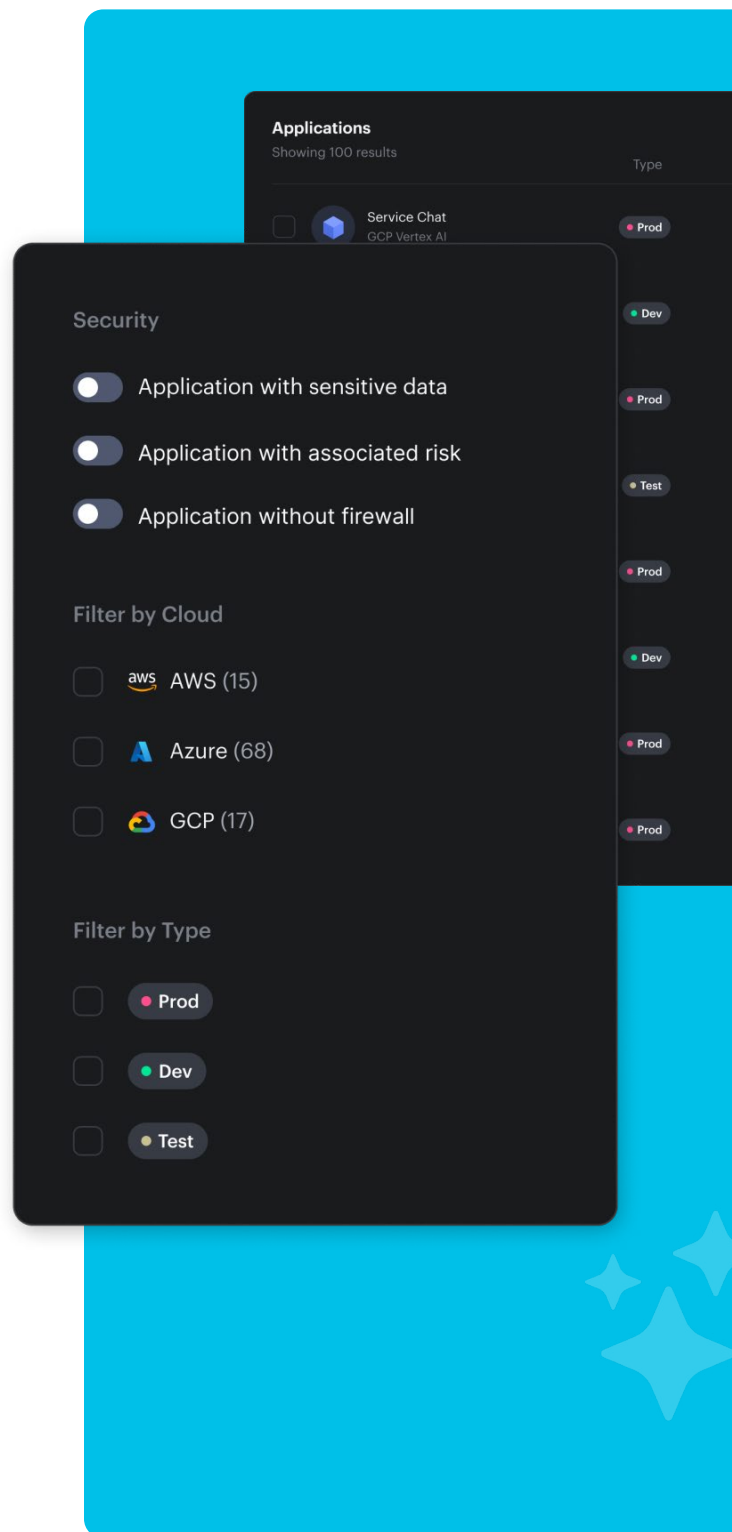 Applications
Showing 100 results
Type
Service Chat
GCP Vertex AI
Prod
Dev
Prod
Test
Prod
Dev
Prod
Prod
Security
Application with sensitive data
Application with associated risk
Application without firewall
Filter by Cloud
aws AWS (15)
Azure (68)
GCP (17)
Filter by Type
Prod
Dev
Test